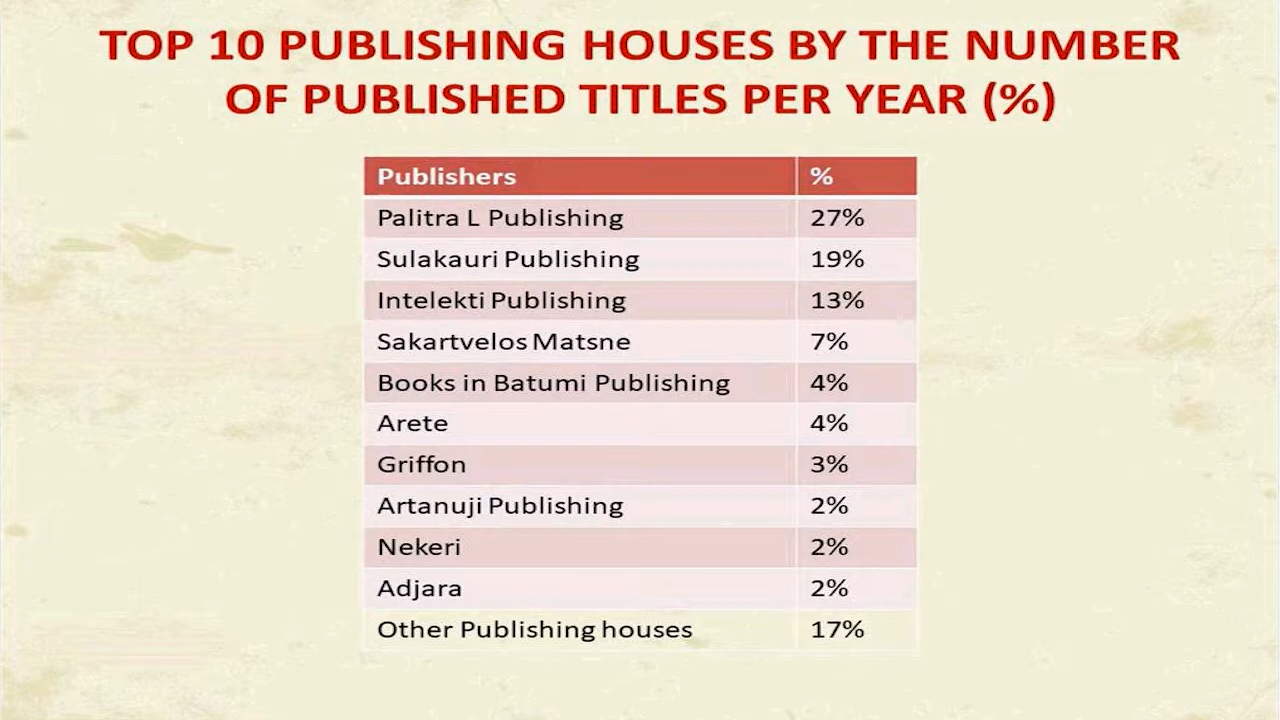 TOP 10 PUBLISHING HOUSES BY THE NUMBER
OF PUBLISHED TITLES PER YEAR (%)
Publishers %
Palitra L Publishing 27%
Sulakauri Publishing 19%
Intelekti Publishing 13%
Sakartvelos Matsne 7%
Books in Batumi Publishing 4%
Arete 4%
Griffon 3%
Artanuji Publishing 2%
Nekeri 2%
Adjara 2%
Other Publishing houses 17%